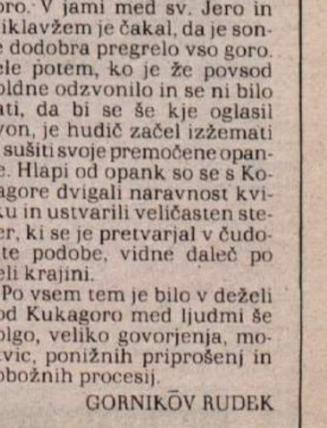 oro. V jami med sv. Jero in
iklavžem je čakal, da je son-
e dodobra pregrelo vso goro.
ele potem, ko je že povsod
oldne odzvonilo in se ni bilo
ati, da bi se še kje oglasil
von, je hudič začel izžemati
sušiti svoje premočene opan-
e. Hlapi od opank so se s Ko-
agore dvigali naravnost kvi-
ku in ustvarili veličasten ste-
er, ki se je pretvarjal v čudo-
te podobe, vidne daleč po
eli krajini.
Po vsem tem je bilo v deželi
od Kukagoro med ljudmi še
olgo, veliko govorjenja, mo-
vic, ponižnih priprošenj in
obožnih procesij.
GORNIKOV RUDEK